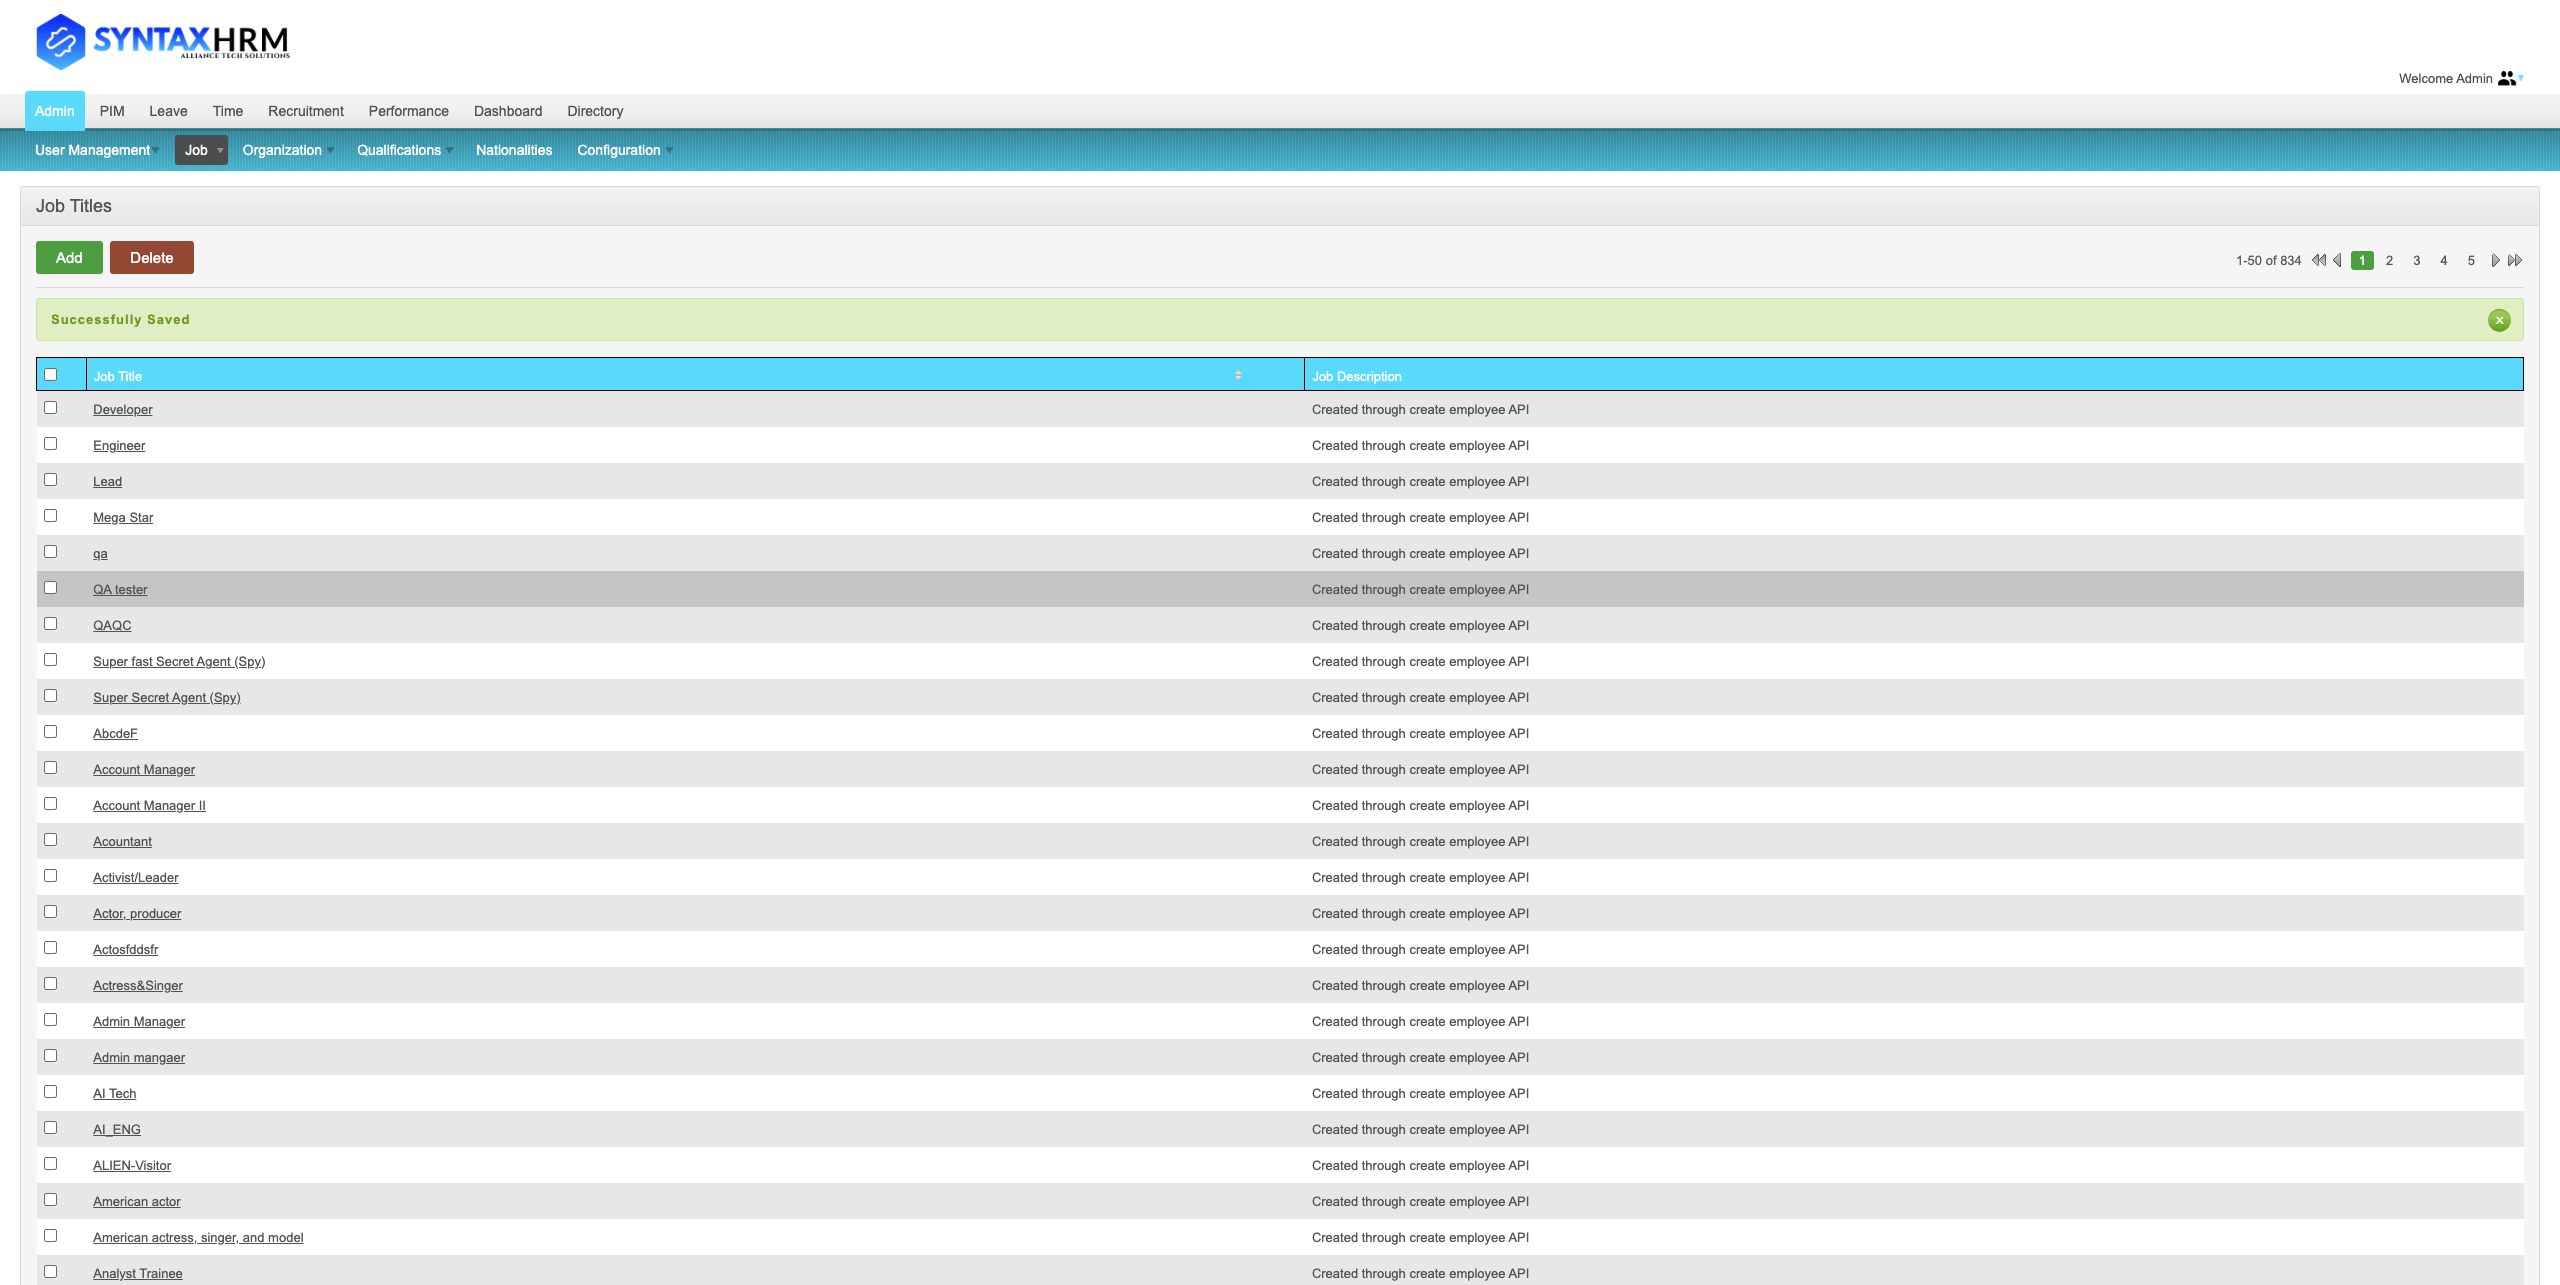 SYNTAXHRM
ALLIANCE TECH SOLUTIONS
Welcome Admin
Admin PIM Leave Time Recruitment Performance Dashboard Directory
User Management Job Organization Qualifications Nationalities Configuration
Job Titles
Add Delete 1-50 of 834 1 2 3 4 5
Successfully Saved x
Job Title Job Description
Developer Created through create employee API
Engineer Created through create employee API
Lead Created through create employee API
Mega Star Created through create employee API
qa Created through create employee API
QA tester Created through create employee API
QAQC Created through create employee API
Super fast Secret Agent (Spy) Created through create employee API
Super Secret Agent (Spy) Created through create employee API
AbcdeF Created through create employee API
Account Manager Created through create employee API
Account Manager II Created through create employee API
Acountant Created through create employee API
Activist/Leader Created through create employee API
Actor, producer Created through create employee API
Actosfddsfr Created through create employee API
Actress&Singer Created through create employee API
Admin Manager Created through create employee API
Admin mangaer Created through create employee API
AI Tech Created through create employee API
AI_ENG Created through create employee API
ALIEN-Visitor Created through create employee API
American actor Created through create employee API
American actress, singer, and model Created through create employee API
Analyst Trainee Created through create employee API